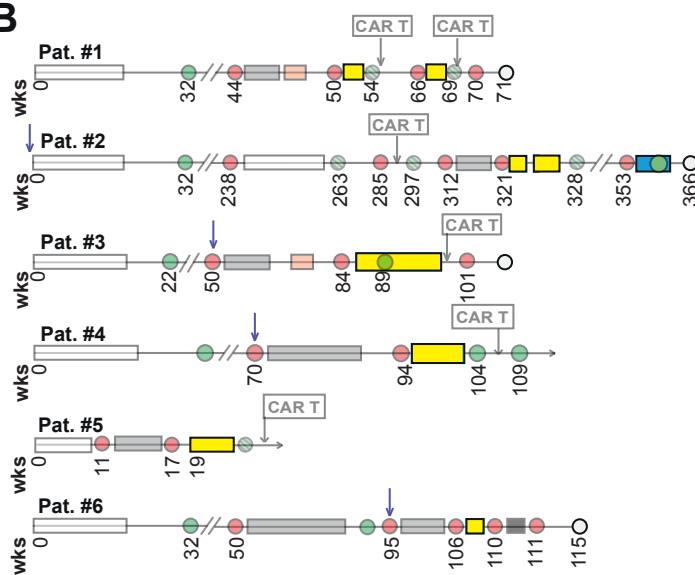 B
CAR T CAR T
Pat. #1
wks 0 32 44 50 54 66 69 70 71
CAR T
Pat. #2
wks 0 32 238 263 285 297 312 321 328 353 366
CAR T
Pat. #3
wks 0 22 50 84 89 101
CAR T
Pat. #4
wks 0 70 94 104 109
CAR T
Pat. #5
wks 0 11 17 19
Pat. #6
wks 0 32 50 95 106 110 111 115